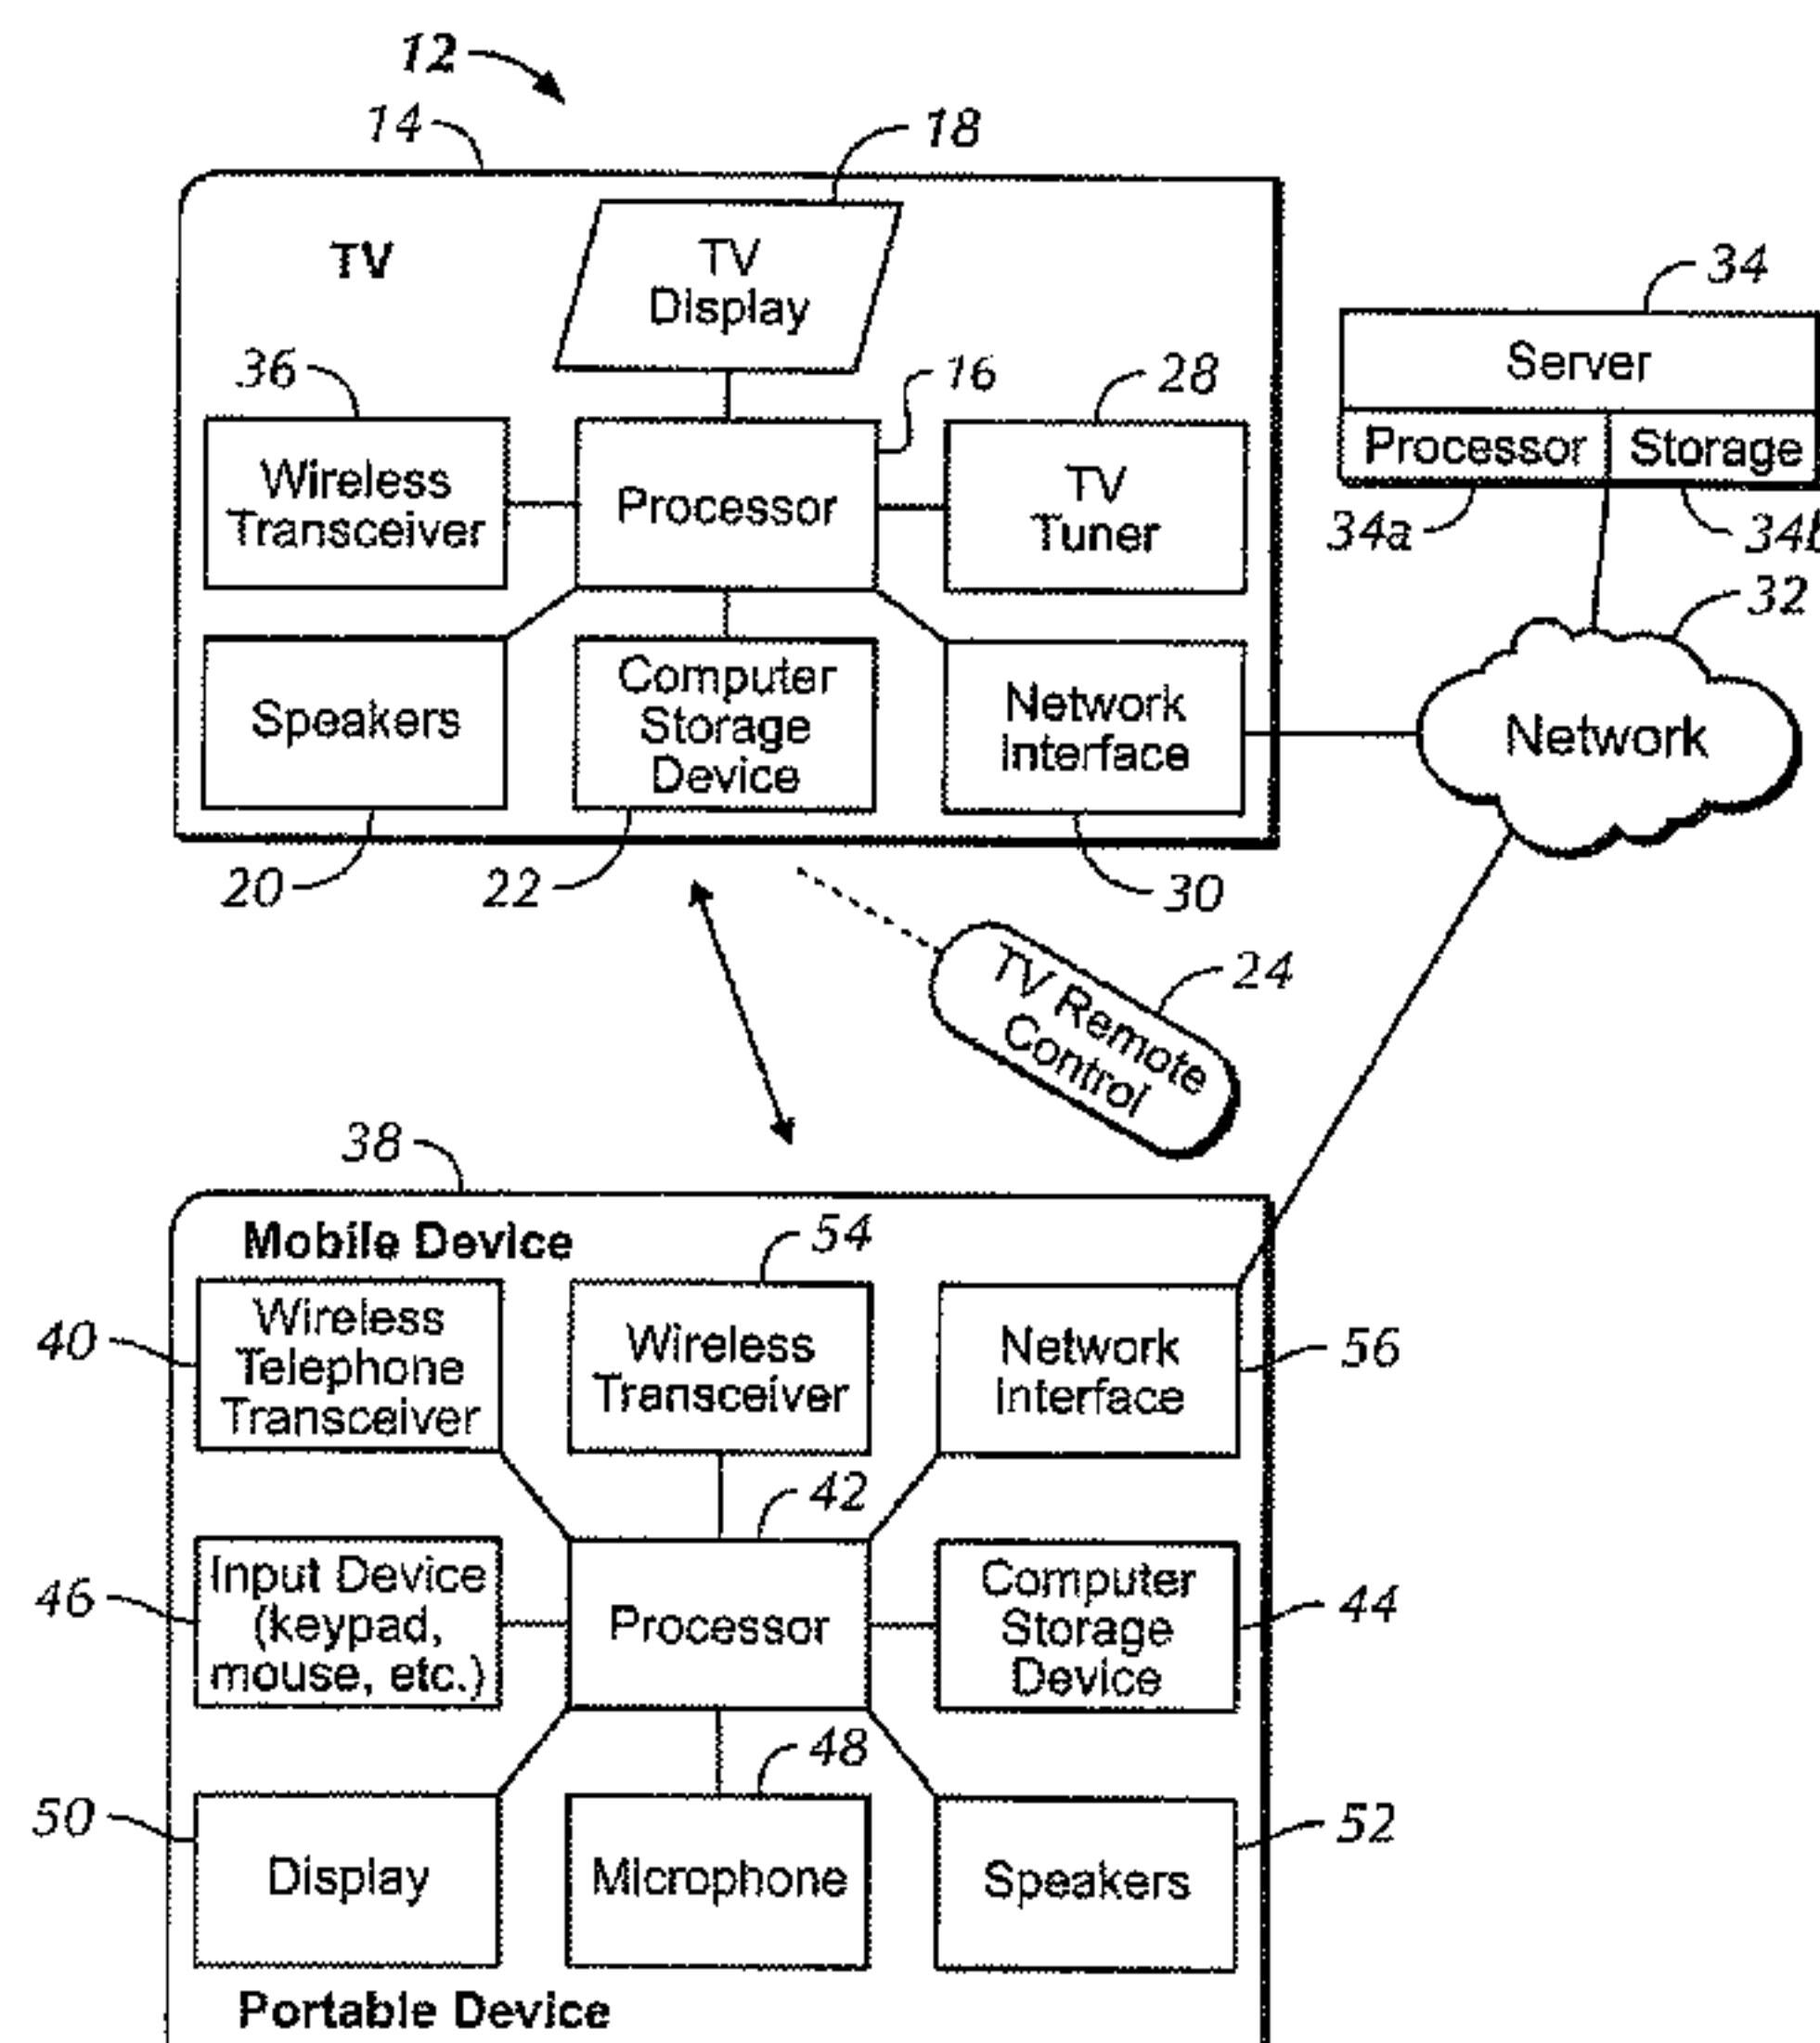 12
14
18
TV
TV
Display
34
Server
36
16
28
Processor
Storage
Wireless
Transceiver
Processor
TV
Tuner
34a
34b
32
Speakers
Computer
Storage
Device
Network
Interface
Network
20
22
30
TV Remote
Control
24
38
Mobile Device
54
40
Wireless
Telephone
Transceiver
Wireless
Transceiver
Network
Interface
56
42
46
Input Device
(keypad,
mouse, etc.)
Processor
Computer
Storage
Device
44
48
50
Display
Microphone
Speakers
52
Portable Device